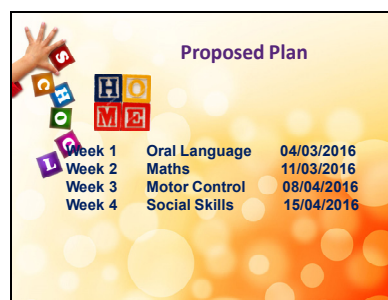 Proposed Plan
SCHOOL
HO
ME
Week 1 Oral Language 04/03/2016
Week 2 Maths 11/03/2016
Week 3 Motor Control 08/04/2016
Week 4 Social Skills 15/04/2016